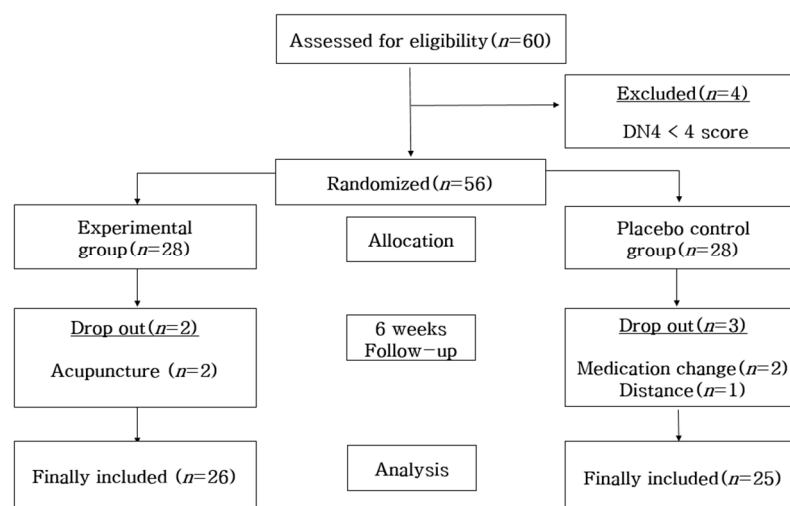 Assessed for eligibility(n=60)
Excluded(n=4)
DN4 < 4 score
Randomized(n=56)
Experimental
group(n=28)
Allocation
Placebo control
group(n=28)
Drop out(n=2)
Acupuncture (n=2)
6 weeks
Follow-up
Drop out(n=3)
Medication change(n=2)
Distance(n=1)
Finally included (n=26)
Analysis
Finally included(n=25)